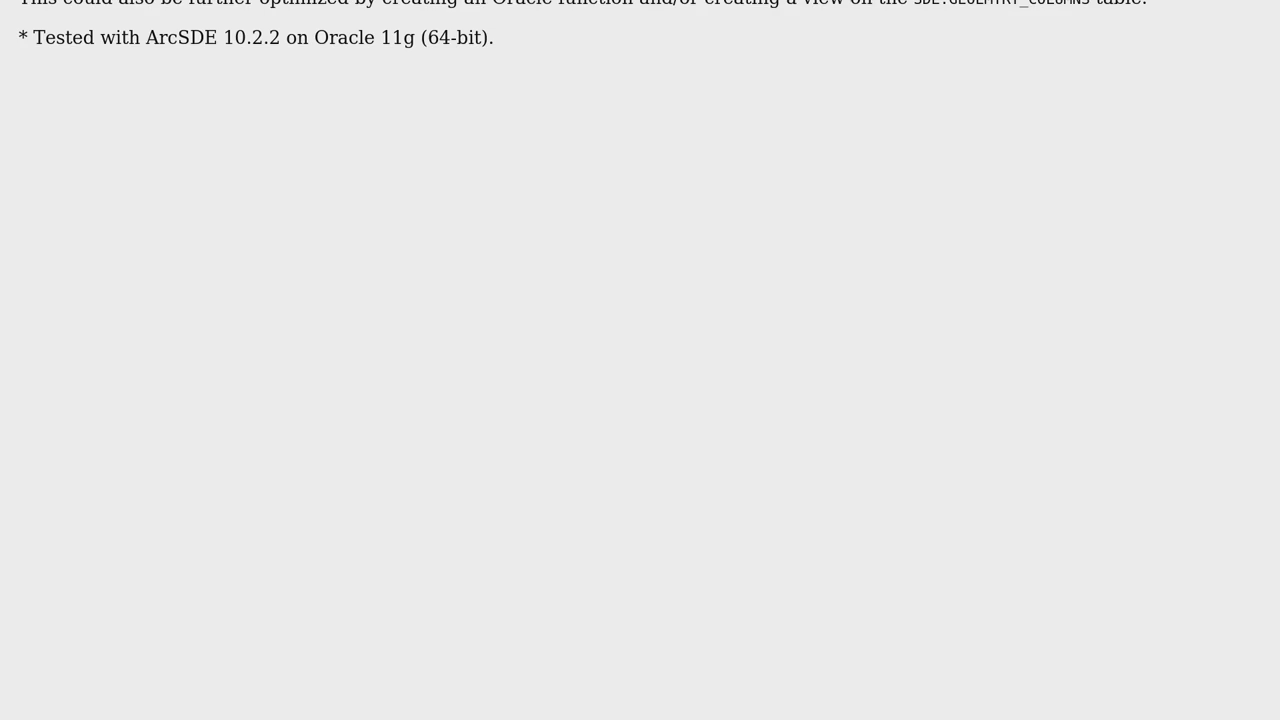 This could also be further optimized by creating an Oracle function and/or creating a view on the SDE.GEOEMTRY_COLUMNS table.
* Tested with ArcSDE 10.2.2 on Oracle 11g (64-bit).